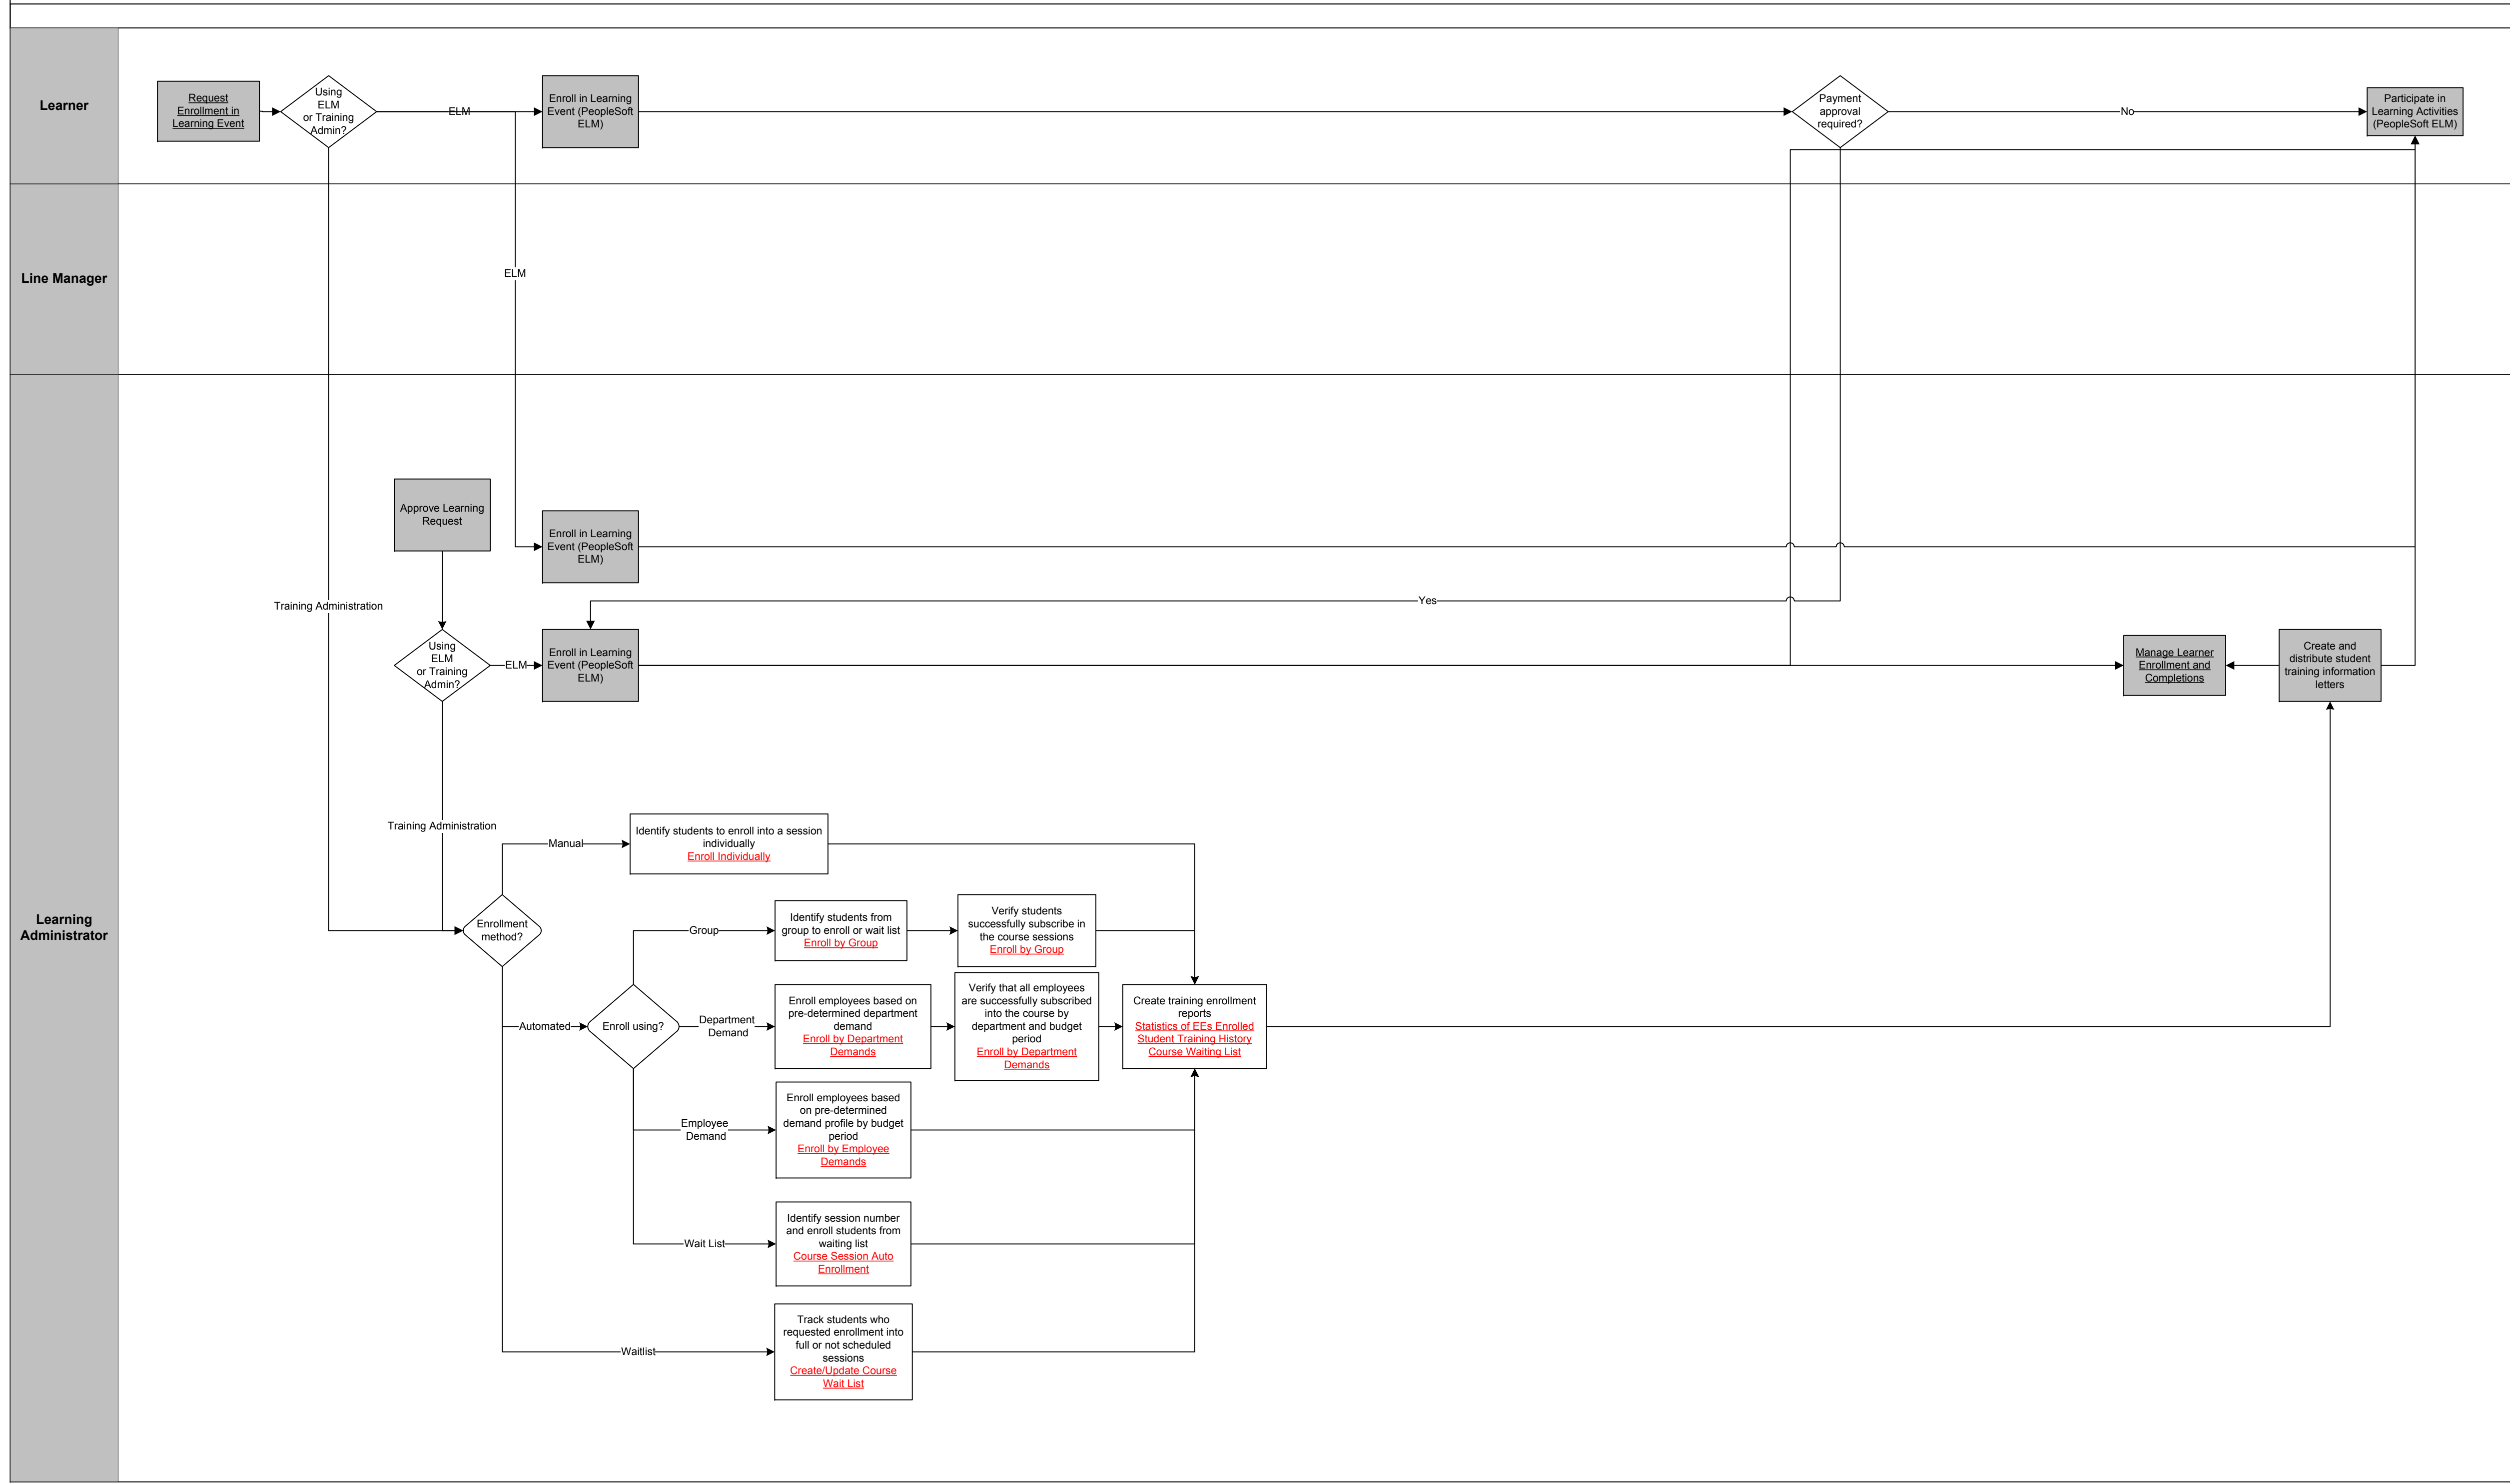 Learner
Request
Enrollment in
Learning Event
Using
ELM
or Training
Admin?
ELM
Enroll in Learning
Event (PeopleSoft
ELM)
Payment
approval
required?
No
Participate in
Learning Activities
(PeopleSoft ELM)
Line Manager
ELM
Learning
Administrator
Approve Learning
Request
Enroll in Learning
Event (PeopleSoft
ELM)
Training Administration
Yes
Using
ELM
or Training
Admin?
ELM
Enroll in Learning
Event (PeopleSoft
ELM)
Manage Learner
Enrollment and
Completions
Create and
distribute student
training information
letters
Training Administration
Manual
Identify students to enroll into a session
individually
Enroll Individually
Enrollment
method?
Group
Identify students from
group to enroll or wait list
Enroll by Group
Verify students
successfully subscribe in
the course sessions
Enroll by Group
Automated
Enroll using?
Department
Demand
Enroll employees based on
pre-determined department
demand
Enroll by Department
Demands
Verify that all employees
are successfully subscribed
into the course by
department and budget
period
Enroll by Department
Demands
Create training enrollment
reports
Statistics of EEs Enrolled
Student Training History
Course Waiting List
Employee
Demand
Enroll employees based
on pre-determined
demand profile by budget
period
Enroll by Employee
Demands
Wait List
Identify session number
and enroll students from
waiting list
Course Session Auto
Enrollment
Waitlist
Track students who
requested enrollment into
full or not scheduled
sessions
Create/Update Course
Wait List